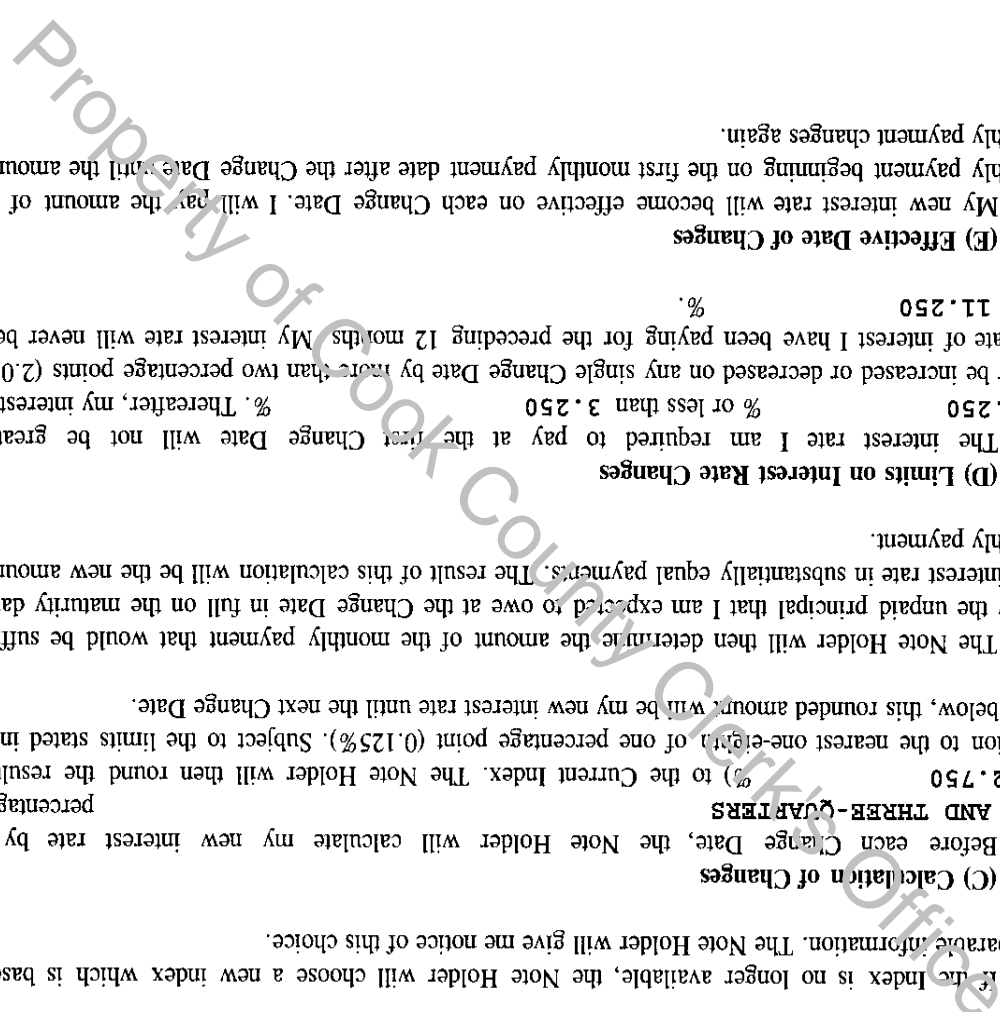 If the Index is no longer available, the Note Holder will choose a new index which is base
parable information. The Note Holder will give me notice of this choice.
(C) Calculation of Changes
Before each Change Date, the Note Holder will calculate my new interest rate by
AND THREE-QUARTERS percentag
2.750 %) to the Current Index. The Note Holder will then round the resul
tion to the nearest one-eighth of one percentage point (0.125%). Subject to the limits stated in
below, this rounded amount will be my new interest rate until the next Change Date.
The Note Holder will then determine the amount of the monthly payment that would be suffi
the unpaid principal that I am expected to owe at the Change Date in full on the maturity da
interest rate in substantially equal payments. The result of this calculation will be the new amoun
hly payment.
(D) Limits on Interest Rate Changes
The interest rate I am required to pay at the first Change Date will not be great
.250 % or less than 3.250 %. Thereafter, my interest
be increased or decreased on any single Change Date by more than two percentage points (2.0
ate of interest I have been paying for the preceding 12 months. My interest rate will never be
11.250 %.
(E) Effective Date of Changes
My new interest rate will become effective on each Change Date. I will pay the amount of
hly payment beginning on the first monthly payment date after the Change Date until the amoun
hly payment changes again.
Property of Cook County Clerk's Office